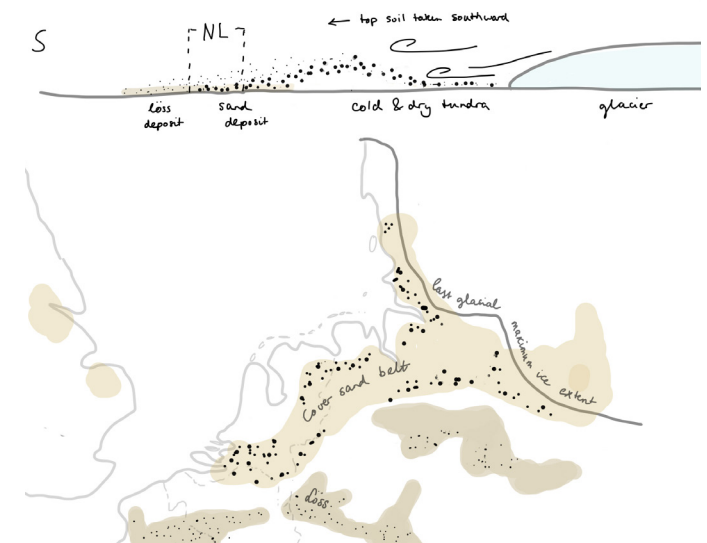 ← top soil taken southward
S
NL
löss
deposit
sand
deposit
cold & dry tundra
glacier
last glacial
maximum ice extent
Cover sand belt
Löss